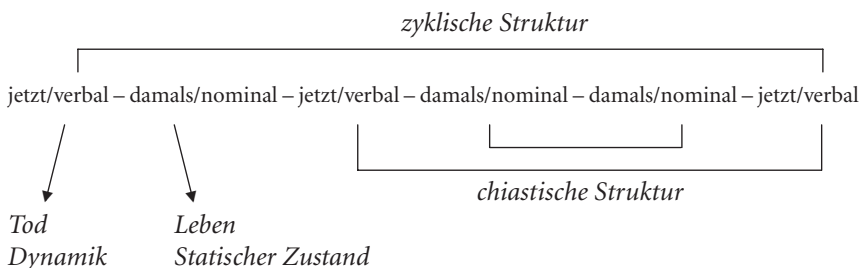 zyklische Struktur
jetzt/verbal – damals/nominal – jetzt/verbal – damals/nominal – damals/nominal – jetzt/verbal
chiastische Struktur
Tod Leben
Dynamik Statischer Zustand